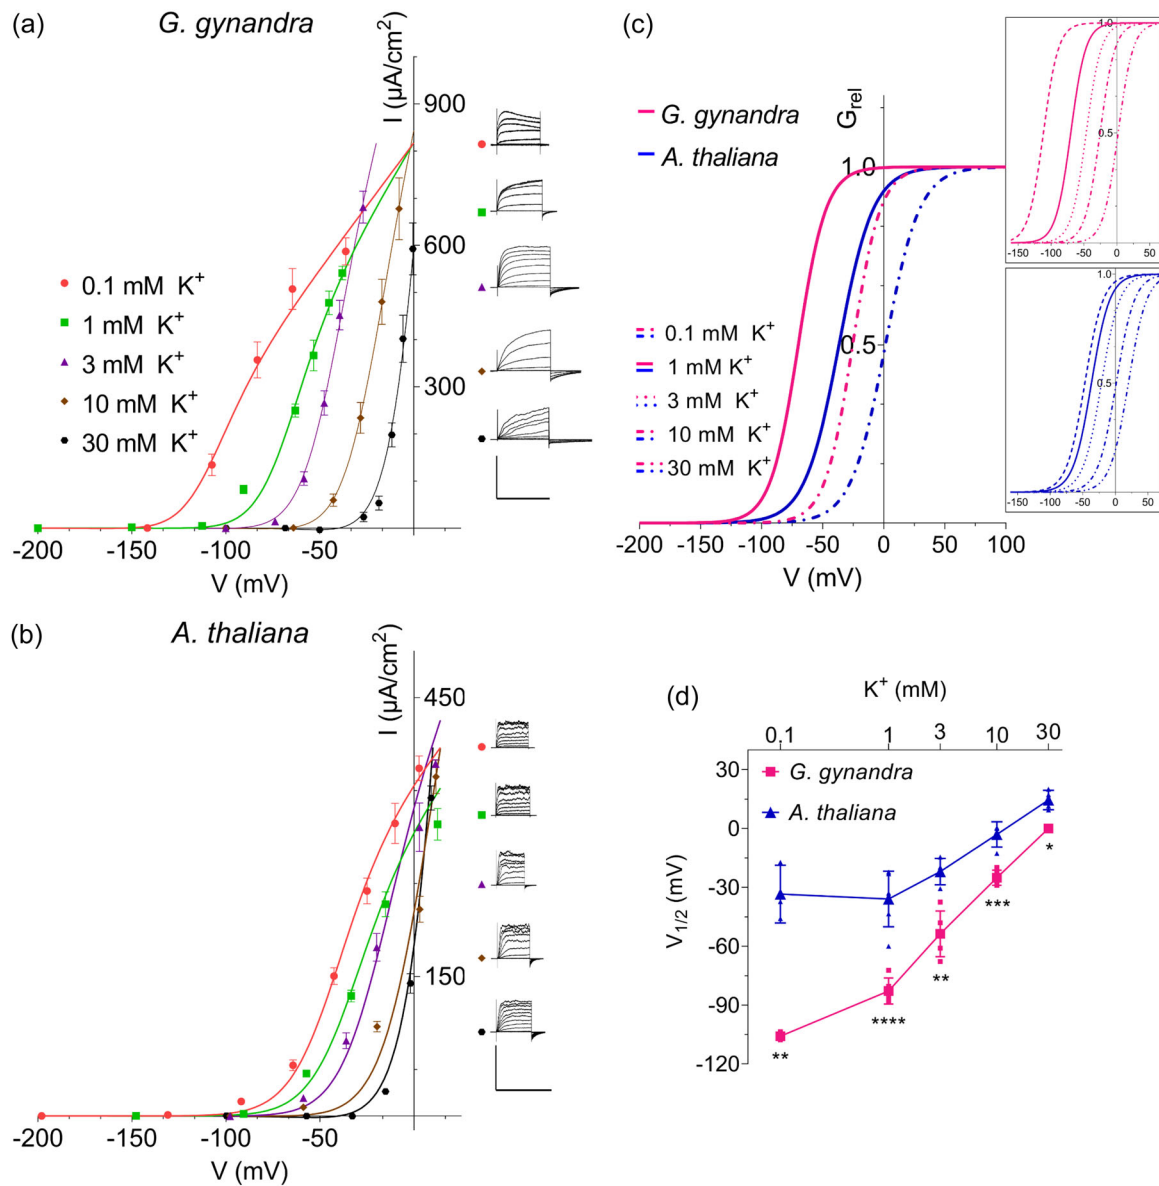 (a)
G. gynandra
I (µA/cm²)
900
600
300
0.1 mM K⁺
1 mM K⁺
3 mM K⁺
10 mM K⁺
30 mM K⁺
-200 -150 -100 -50
V (mV)
(b)
A. thaliana
I (µA/cm²)
450
150
-200 -150 -100 -50
V (mV)
(c)
G. gynandra
A. thaliana
G_rel
1.0
0.5
0.1 mM K⁺
1 mM K⁺
3 mM K⁺
10 mM K⁺
30 mM K⁺
-200 -150 -100 -50 0 50 100
V (mV)
1.0
0.5
-150 -100 -50 0 50
1.0
0.5
-150 -100 -50 0 50
(d)
K⁺ (mM)
0.1 1 3 10 30
G. gynandra
A. thaliana
30
0
-30
-60
-90
-120
V_1/2 (mV)
** **** ** *** *